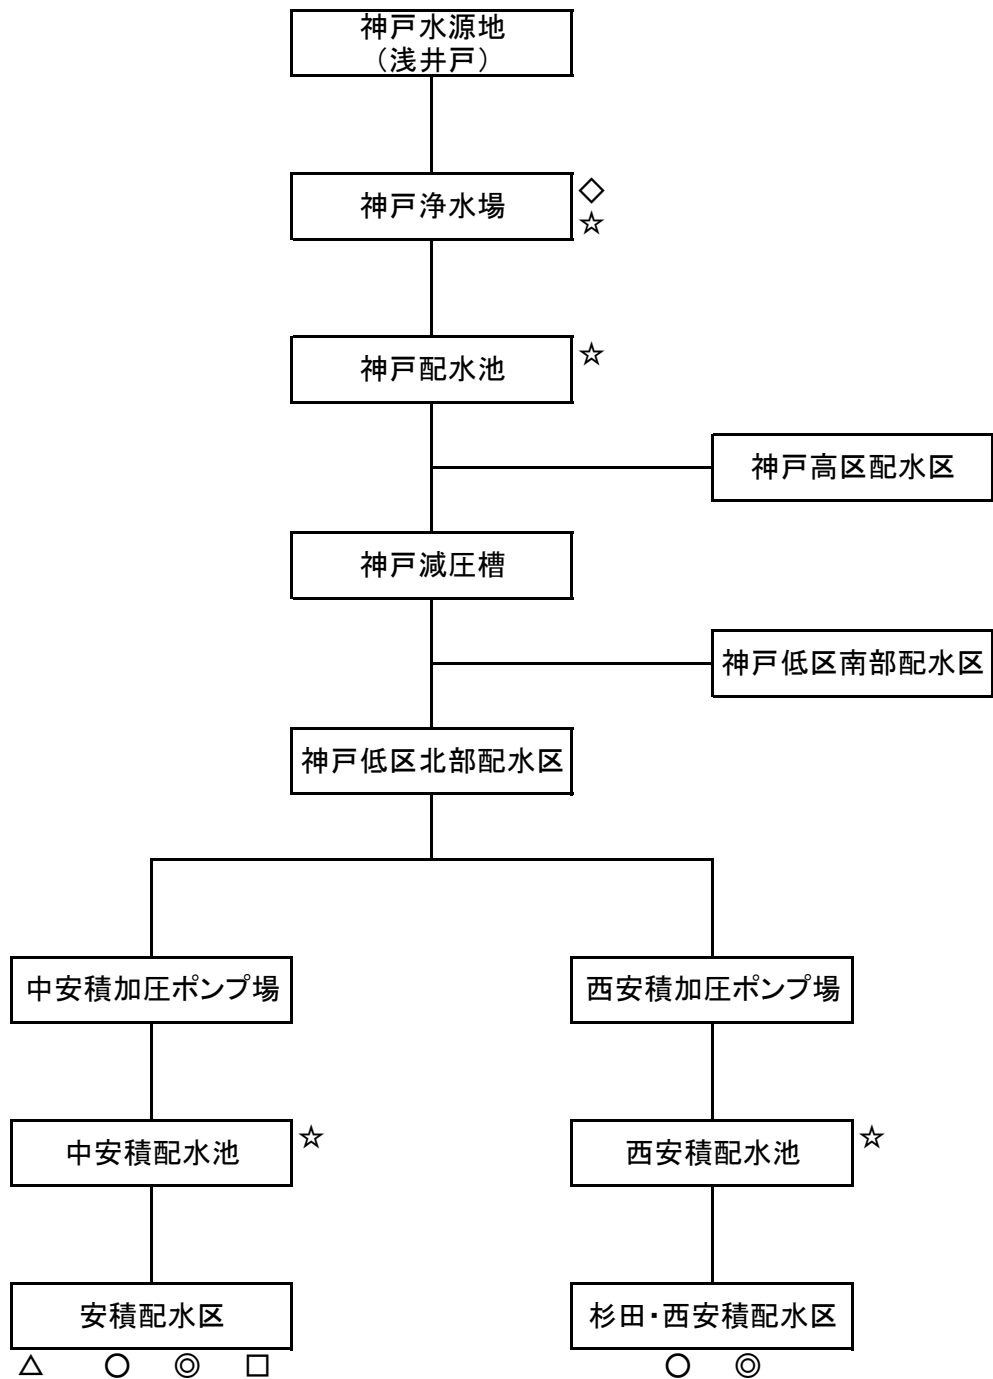 神戸水源地
（浅井戸）
神戸浄水場
◇
☆
神戸配水池
☆
神戸高区配水区
神戸減圧槽
神戸低区南部配水区
神戸低区北部配水区
中安積加圧ポンプ場
西安積加圧ポンプ場
中安積配水池
☆
西安積配水池
☆
安積配水区
杉田・西安積配水区
△ ○ ◎ □
○ ◎